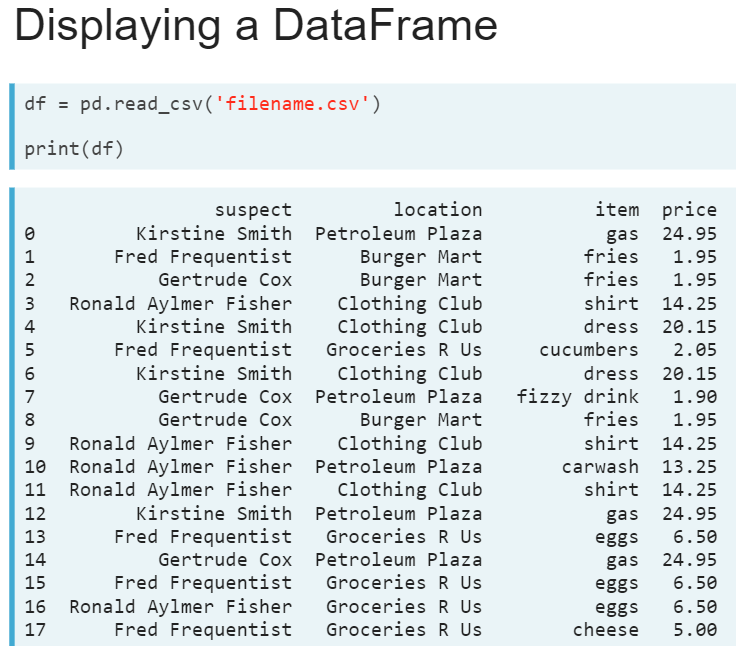 Displaying a DataFrame
df = pd.read_csv('filename.csv')
print(df)
suspect location item price
0 Kirstine Smith Petroleum Plaza gas 24.95
1 Fred Frequentist Burger Mart fries 1.95
2 Gertrude Cox Burger Mart fries 1.95
3 Ronald Aylmer Fisher Clothing Club shirt 14.25
4 Kirstine Smith Clothing Club dress 20.15
5 Fred Frequentist Groceries R Us cucumbers 2.05
6 Kirstine Smith Clothing Club dress 20.15
7 Gertrude Cox Petroleum Plaza fizzy drink 1.90
8 Gertrude Cox Burger Mart fries 1.95
9 Ronald Aylmer Fisher Clothing Club shirt 14.25
10 Ronald Aylmer Fisher Petroleum Plaza carwash 13.25
11 Ronald Aylmer Fisher Clothing Club shirt 14.25
12 Kirstine Smith Petroleum Plaza gas 24.95
13 Fred Frequentist Groceries R Us eggs 6.50
14 Gertrude Cox Petroleum Plaza gas 24.95
15 Fred Frequentist Groceries R Us eggs 6.50
16 Ronald Aylmer Fisher Groceries R Us eggs 6.50
17 Fred Frequentist Groceries R Us cheese 5.00